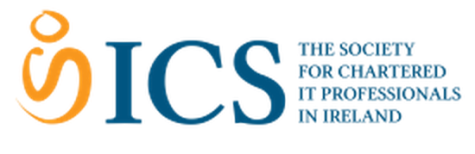 ICS
THE SOCIETY
FOR CHARTERED
IT PROFESSIONALS
IN IRELAND